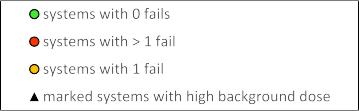 systems with 0 fails
systems with > 1 fail
systems with 1 fail
marked systems with high background dose